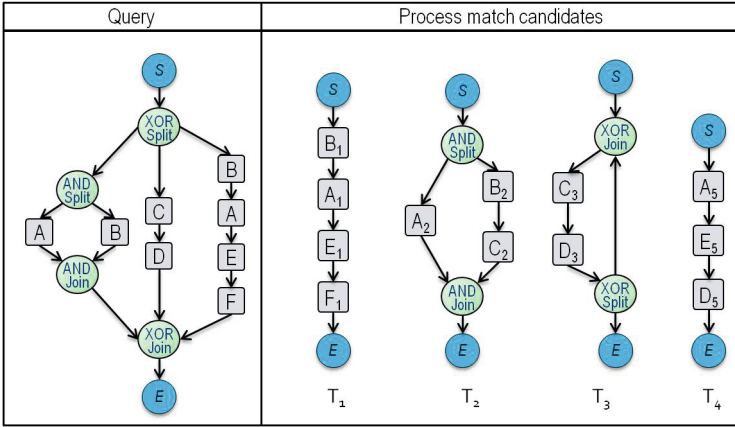 Query
Process match candidates
S
XOR
Split
AND
Split
A
B
AND
Join
C
D
B
A
E
F
XOR
Join
E
S
B1
A1
E1
F1
E
T1
S
AND
Split
A2
B2
C2
AND
Join
E
T2
S
XOR
Join
C3
D3
XOR
Split
E
T3
S
A5
E5
D5
E
T4